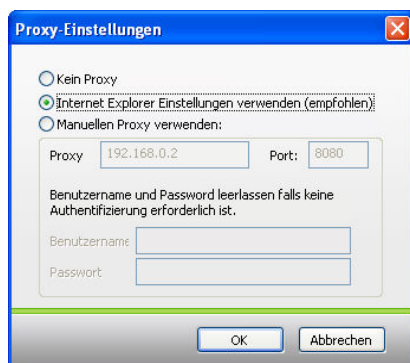 Proxy-Einstellungen
Kein Proxy
Internet Explorer Einstellungen verwenden (empfohlen)
Manuellen Proxy verwenden:
Proxy 192.168.0.2 Port: 8080
Benutzername und Password leerlassen falls keine
Authentifizierung erforderlich ist.
Benutzername
Passwort
OK Abbrechen